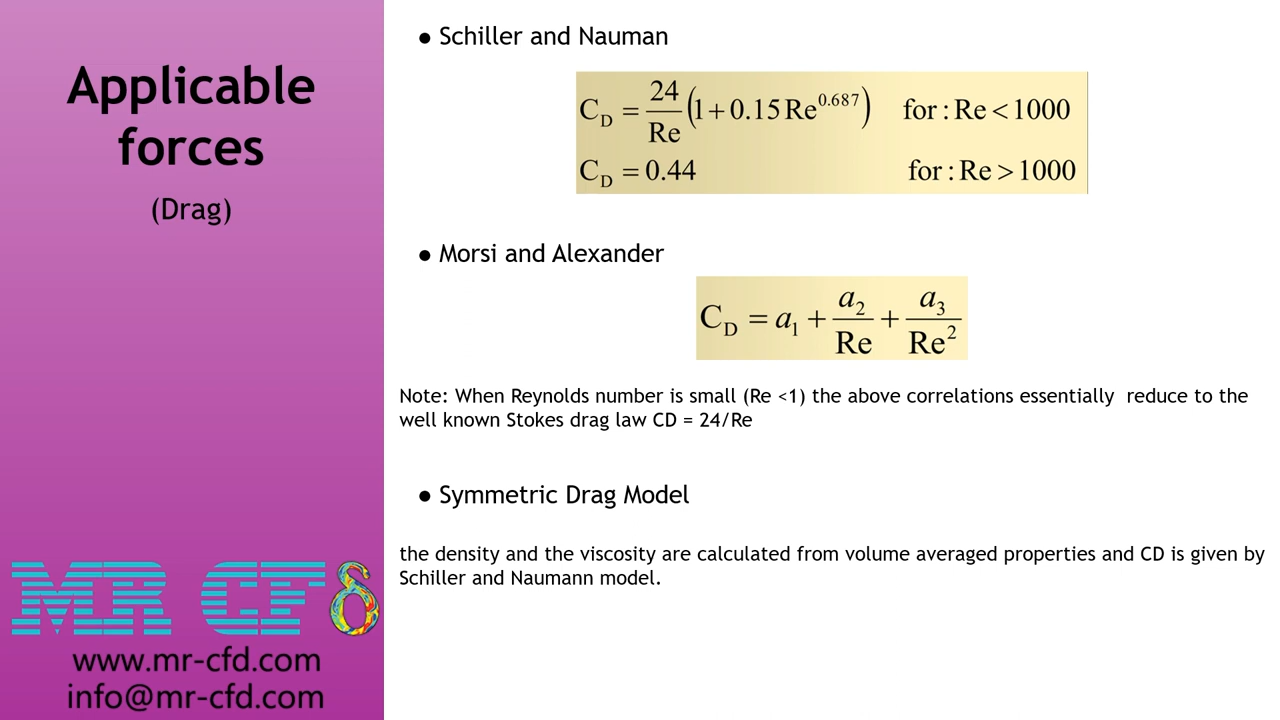 Applicable
forces
(Drag)
● Schiller and Nauman
C_D = 24/Re (1 + 0.15 Re^0.687) for : Re < 1000
C_D = 0.44 for : Re > 1000
● Morsi and Alexander
C_D = a_1 + a_2/Re + a_3/Re^2
Note: When Reynolds number is small (Re <1) the above correlations essentially reduce to the
well known Stokes drag law CD = 24/Re
● Symmetric Drag Model
the density and the viscosity are calculated from volume averaged properties and CD is given by
Schiller and Naumann model.
MR CFδ
www.mr-cfd.com
info@mr-cfd.com